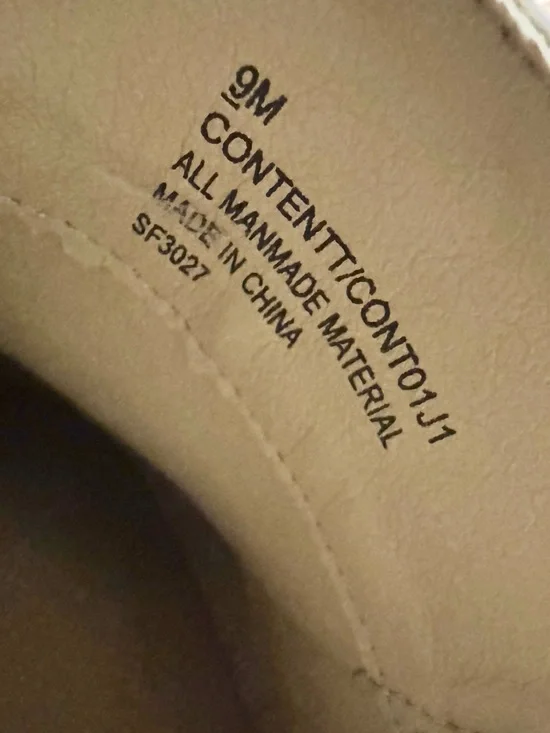 9M
CONTENTT/CONT01J1
ALL MANMADE MATERIAL
MADE IN CHINA
SF3027